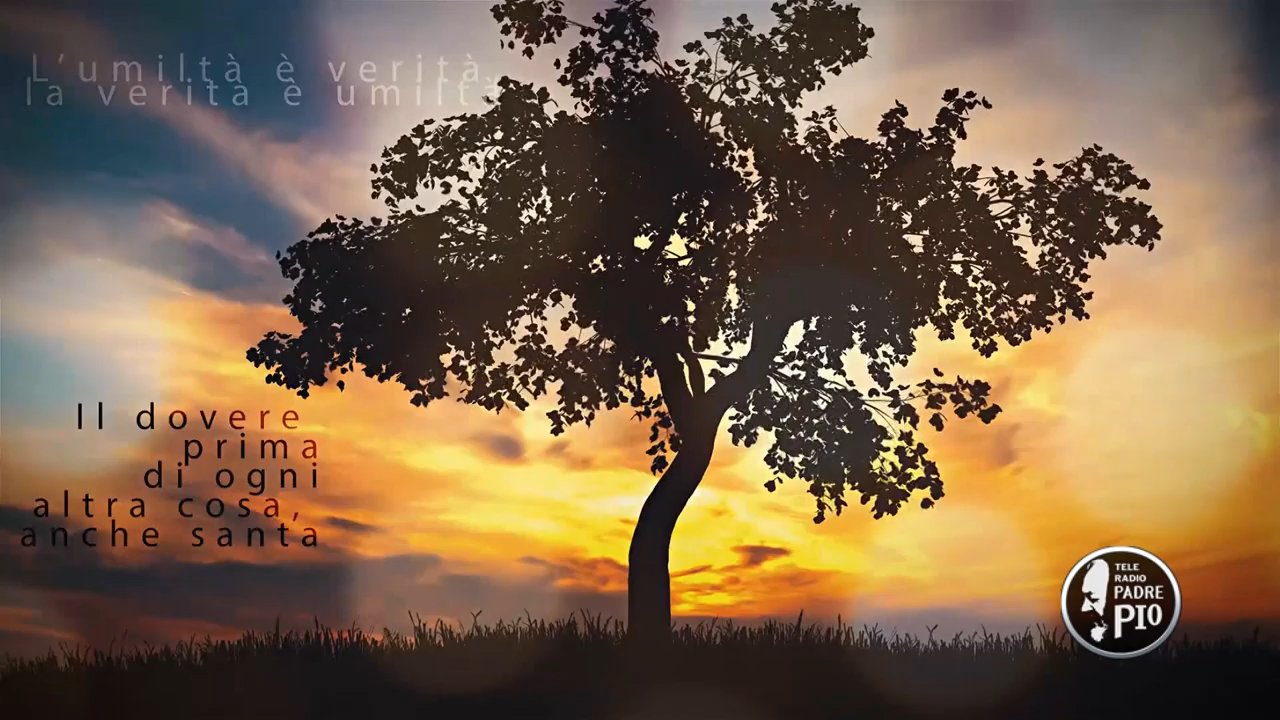 L'umiltà è verità
la verità è umiltà
Il dovere
prima
di ogni
altra cosa,
anche santa
TELE
RADIO
PADRE
PIO